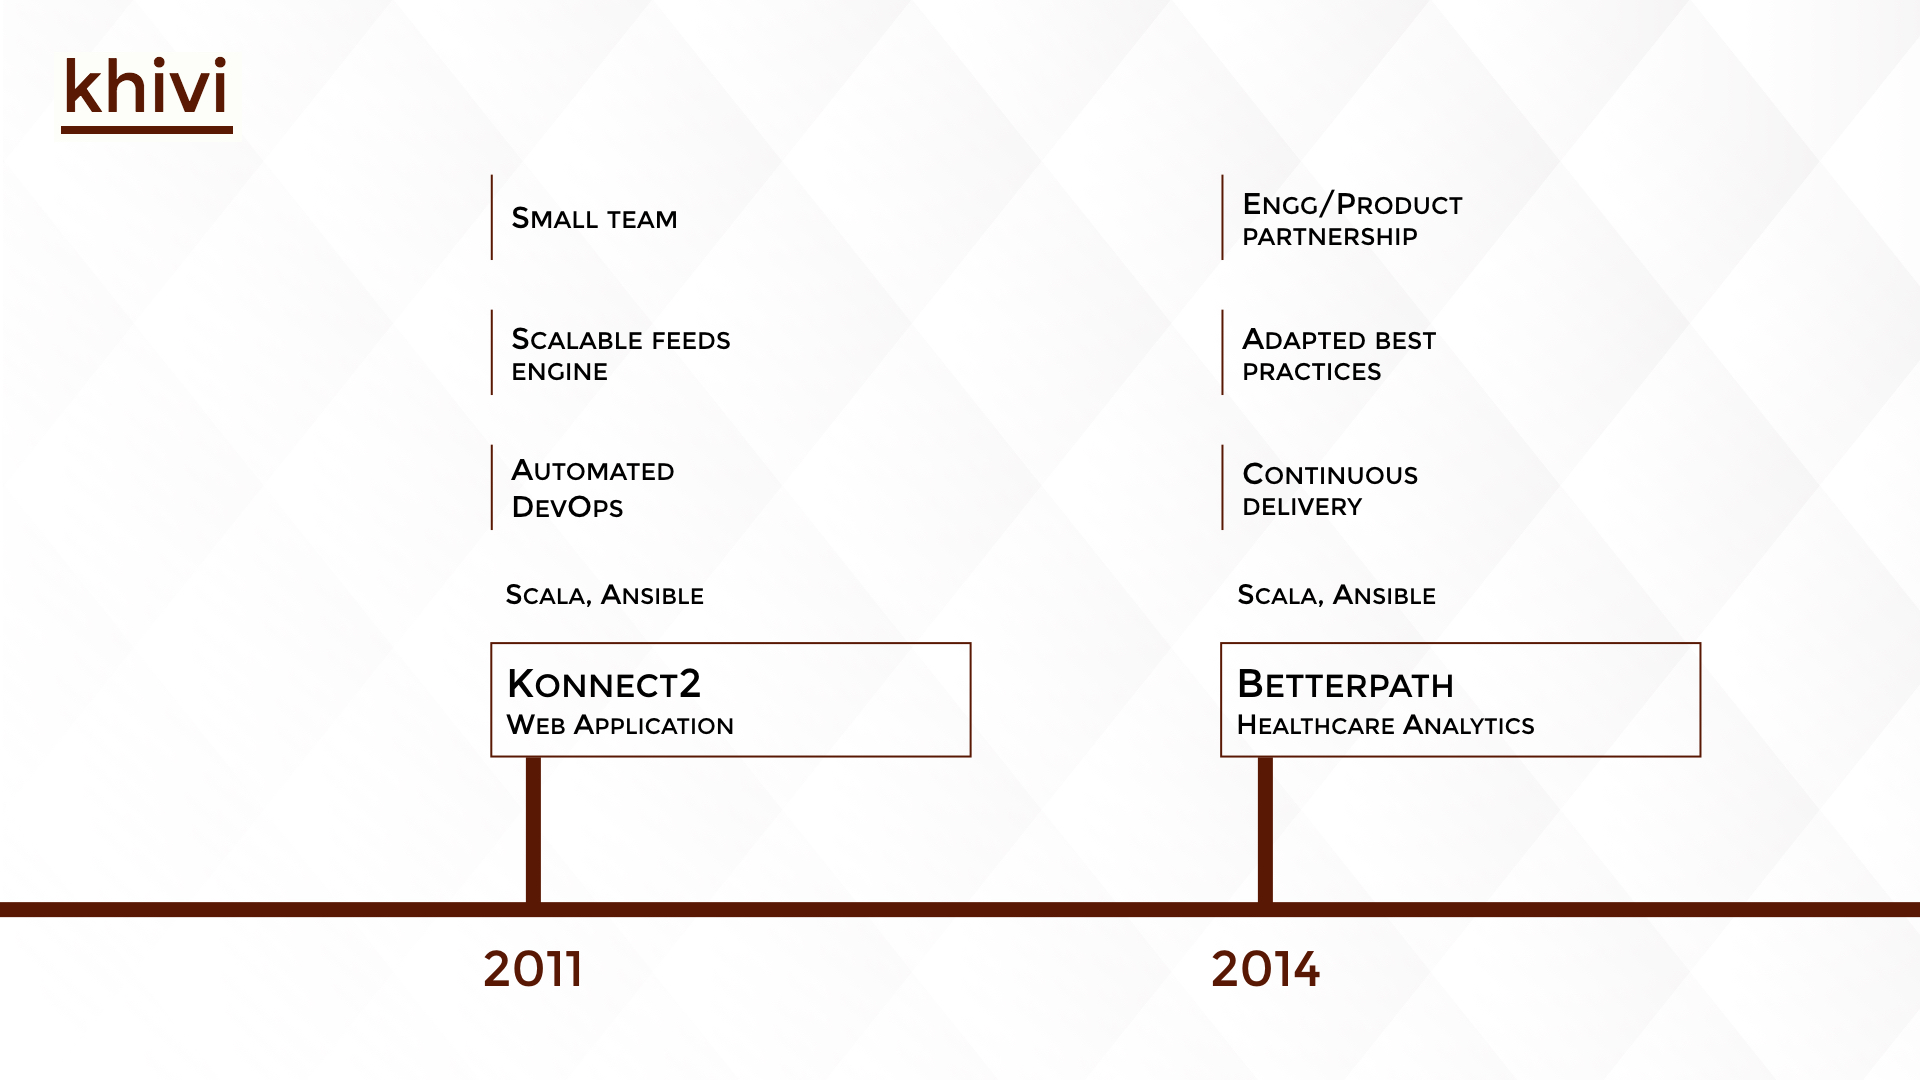 khivi
Small team
Scalable feeds
engine
Automated
DevOps
Scala, Ansible
Konnect2
Web Application
2011
Engg/Product
partnership
Adapted best
practices
Continuous
delivery
Scala, Ansible
Betterpath
Healthcare Analytics
2014